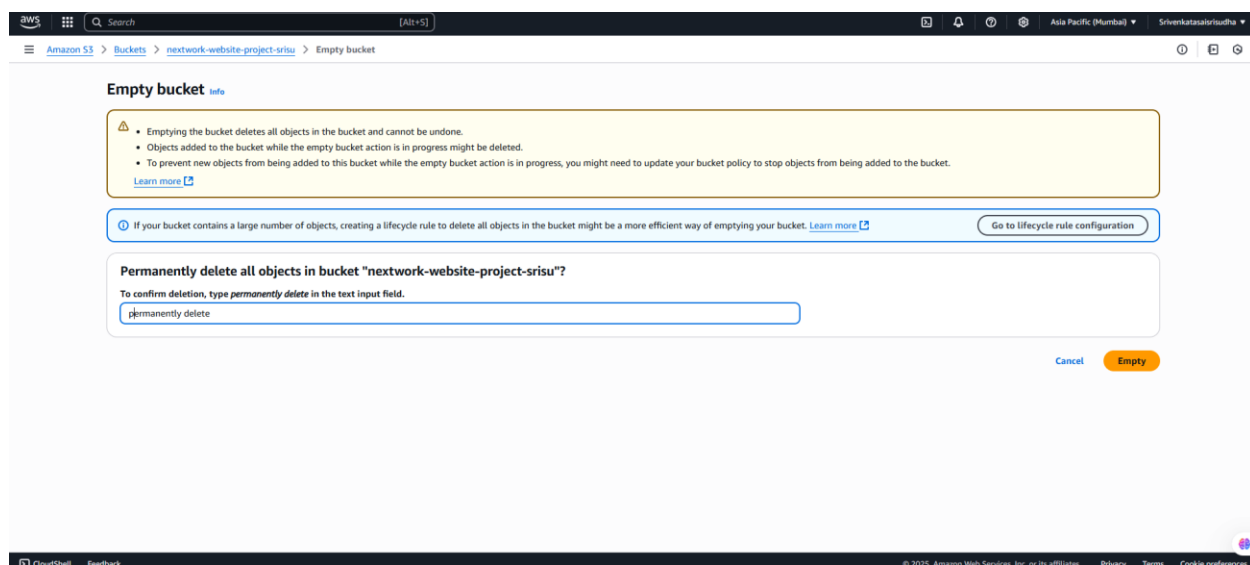 aws Search [Alt+S] Asia Pacific (Mumbai) Srivenkatasaisrisudha
Amazon S3 > Buckets > nextwork-website-project-srisu > Empty bucket
Empty bucket Info
• Emptying the bucket deletes all objects in the bucket and cannot be undone.
• Objects added to the bucket while the empty bucket action is in progress might be deleted.
• To prevent new objects from being added to this bucket while the empty bucket action is in progress, you might need to update your bucket policy to stop objects from being added to the bucket.
Learn more
If your bucket contains a large number of objects, creating a lifecycle rule to delete all objects in the bucket might be a more efficient way of emptying your bucket. Learn more Go to lifecycle rule configuration
Permanently delete all objects in bucket "nextwork-website-project-srisu"?
To confirm deletion, type permanently delete in the text input field.
permanently delete
Cancel Empty
CloudShell Feedback © 2025, Amazon Web Services, Inc. or its affiliates. Privacy Terms Cookie preferences